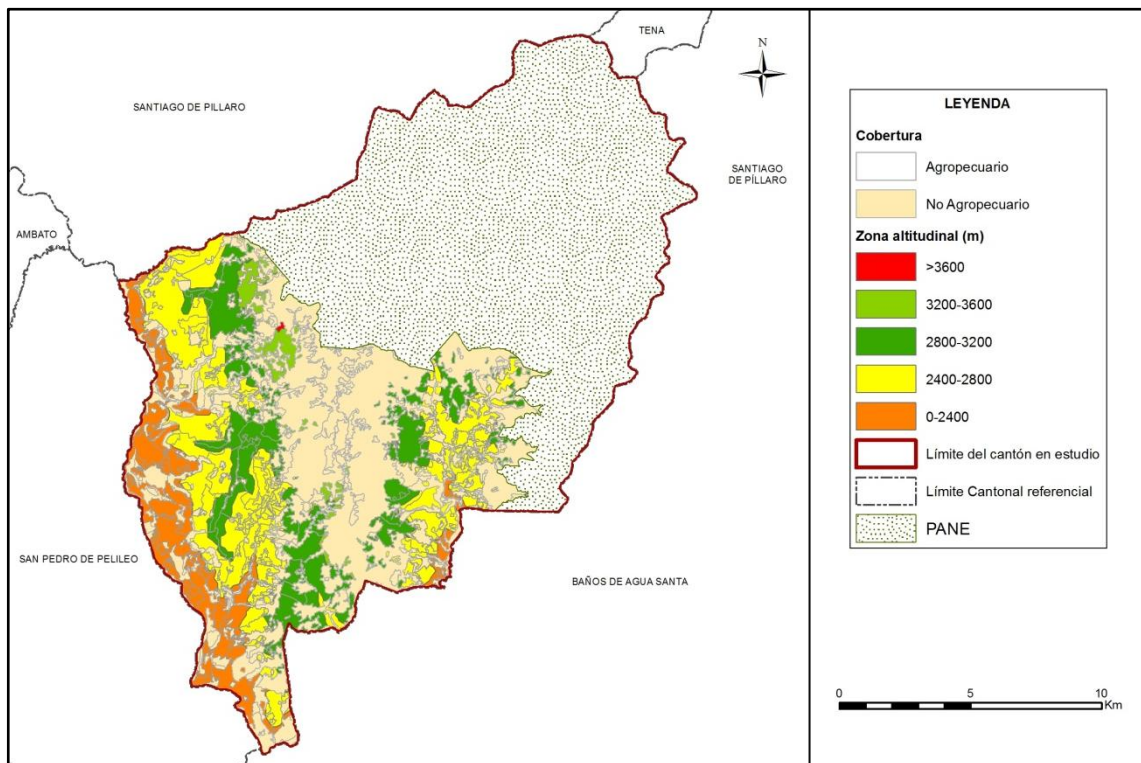 TENA
N
SANTIAGO DE PILLARO
SANTIAGO
DE PÍLLARO
AMBATO
SAN PEDRO DE PELILEO
BAÑOS DE AGUA SANTA
LEYENDA
Cobertura
Agropecuario
No Agropecuario
Zona altitudinal (m)
>3600
3200-3600
2800-3200
2400-2800
0-2400
Límite del cantón en estudio
Límite Cantonal referencial
PANE
0 5 10
Km